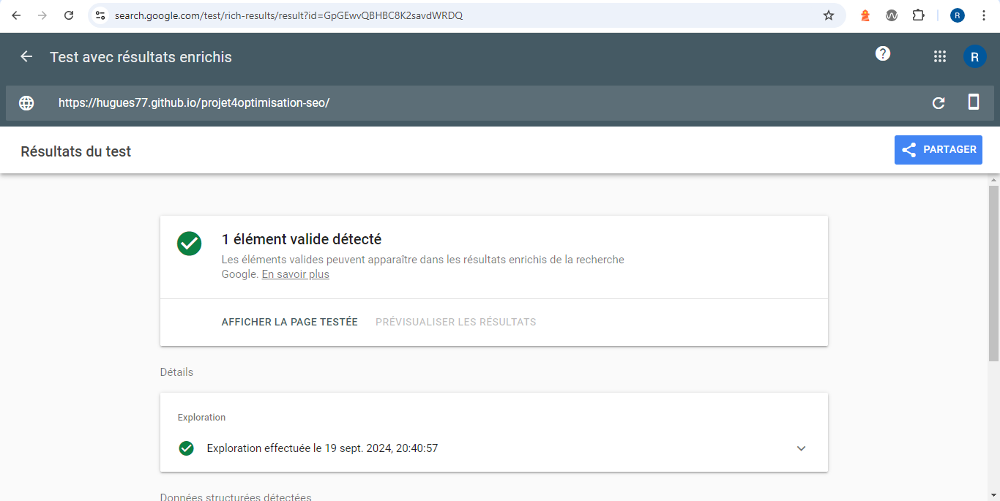 search.google.com/test/rich-results/result?id=GpGEwvQBHBC8K2savdWRDQ
R
Test avec résultats enrichis
?
R
https://hugues77.github.io/projet4optimisation-seo/
Résultats du test
PARTAGER
1 élément valide détecté
Les éléments valides peuvent apparaître dans les résultats enrichis de la recherche
Google. En savoir plus
AFFICHER LA PAGE TESTÉE PRÉVISUALISER LES RÉSULTATS
Détails
Exploration
Exploration effectuée le 19 sept. 2024, 20:40:57
Données structurées détectées